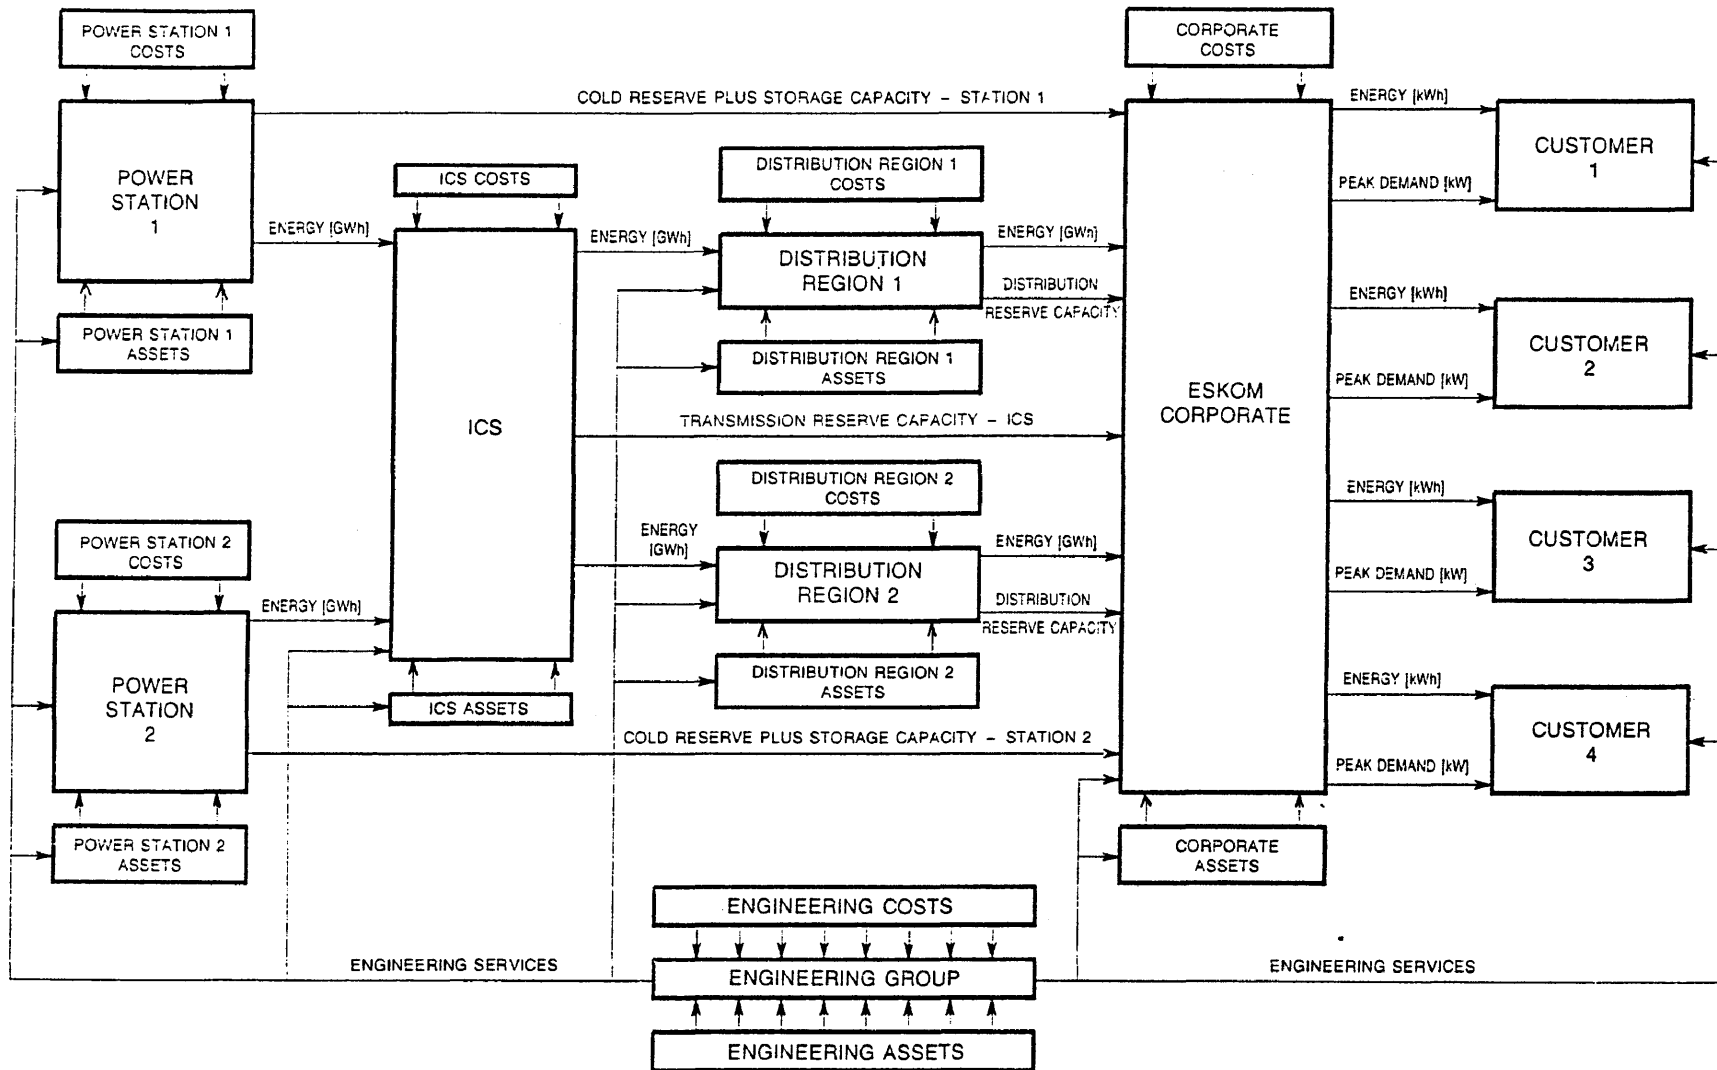 POWER STATION 1
COSTS
CORPORATE
COSTS
COLD RESERVE PLUS STORAGE CAPACITY – STATION 1
ENERGY [kWh]
POWER
STATION
1
ICS COSTS
DISTRIBUTION REGION 1
COSTS
CUSTOMER
1
PEAK DEMAND [kW]
ENERGY [GWh]
ENERGY [GWh]
ENERGY [GWh]
DISTRIBUTION
REGION 1
DISTRIBUTION
RESERVE CAPACITY
ENERGY [kWh]
POWER STATION 1
ASSETS
DISTRIBUTION REGION 1
ASSETS
CUSTOMER
2
PEAK DEMAND [kW]
ICS
TRANSMISSION RESERVE CAPACITY – ICS
ESKOM
CORPORATE
DISTRIBUTION REGION 2
COSTS
ENERGY [kWh]
POWER STATION 2
COSTS
ENERGY
[GWh]
ENERGY [GWh]
DISTRIBUTION
REGION 2
CUSTOMER
3
PEAK DEMAND [kW]
ENERGY [GWh]
DISTRIBUTION
RESERVE CAPACITY
POWER
STATION
2
DISTRIBUTION REGION 2
ASSETS
ENERGY [kWh]
ICS ASSETS
CUSTOMER
4
COLD RESERVE PLUS STORAGE CAPACITY – STATION 2
PEAK DEMAND [kW]
POWER STATION 2
ASSETS
CORPORATE
ASSETS
ENGINEERING COSTS
ENGINEERING SERVICES
ENGINEERING GROUP
ENGINEERING SERVICES
ENGINEERING ASSETS